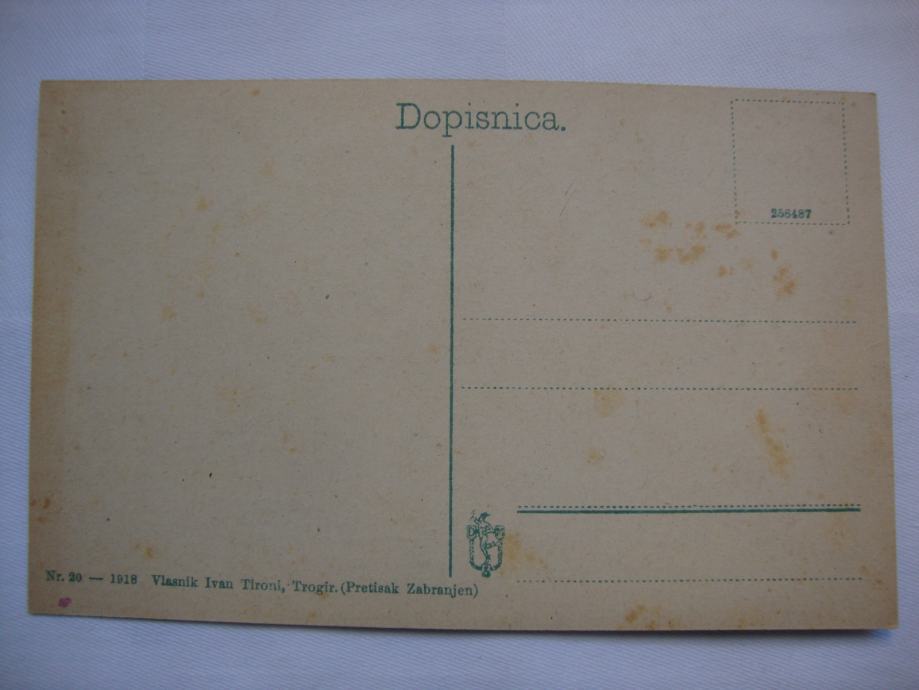 Dopisnica.
256487
Nr. 20 — 1918 Vlasnik Ivan Tironi, Trogir. (Pretisak Zabranjen)